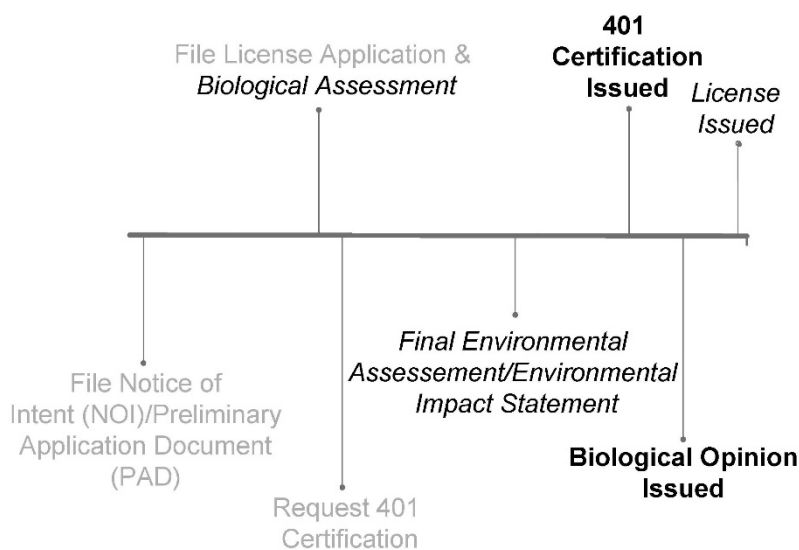 File License Application &
Biological Assessment
401
Certification
Issued
License
Issued
File Notice of
Intent (NOI)/Preliminary
Application Document
(PAD)
Request 401
Certification
Final Environmental
Assessement/Environmental
Impact Statement
Biological Opinion
Issued